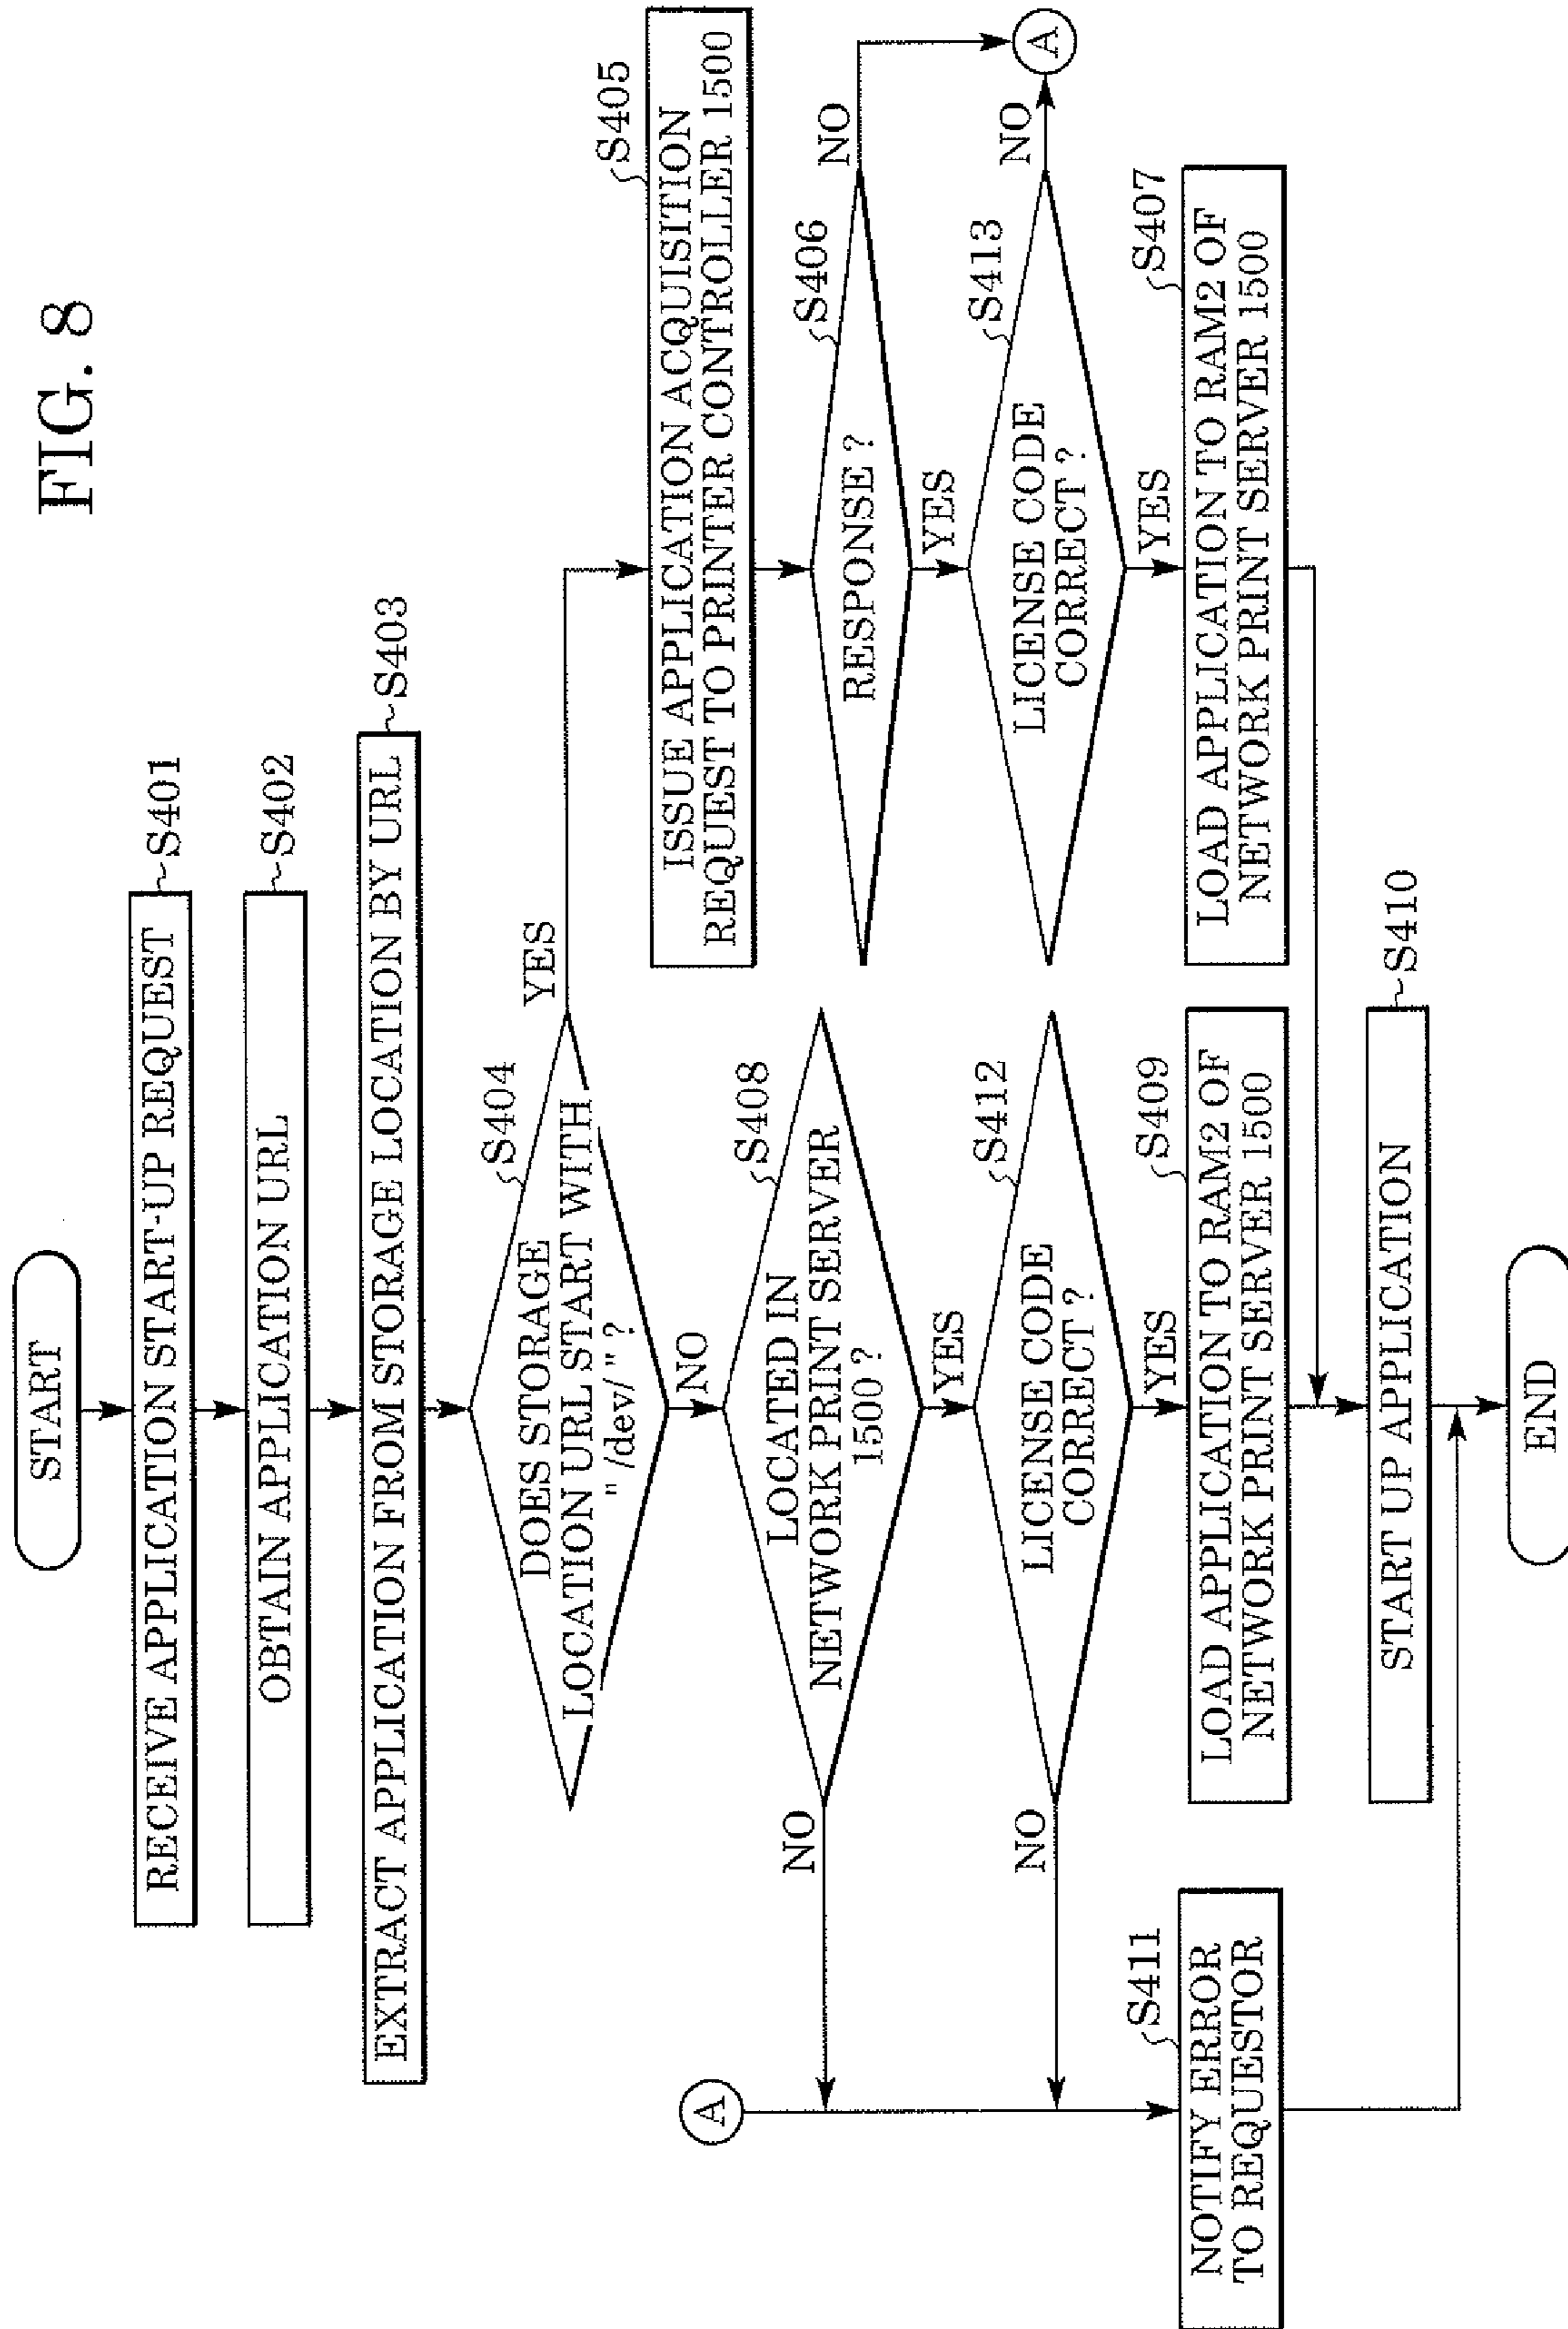 FIG. 8
START
RECEIVE APPLICATION START-UP REQUEST
S401
OBTAIN APPLICATION URL
S402
EXTRACT APPLICATION FROM STORAGE LOCATION BY URL
S403
S404
DOES STORAGE
LOCATION URL START WITH
" /dev/ " ?
YES
NO
S405
ISSUE APPLICATION ACQUISITION
REQUEST TO PRINTER CONTROLLER 1500
S406
RESPONSE ?
NO
YES
A
S413
LICENSE CODE
CORRECT ?
NO
YES
S407
LOAD APPLICATION TO RAM2 OF
NETWORK PRINT SERVER 1500
S408
LOCATED IN
NETWORK PRINT SERVER
1500 ?
NO
YES
S412
LICENSE CODE
CORRECT ?
NO
YES
S409
LOAD APPLICATION TO RAM2 OF
NETWORK PRINT SERVER 1500
A
S411
NOTIFY ERROR
TO REQUESTOR
START UP APPLICATION
S410
END